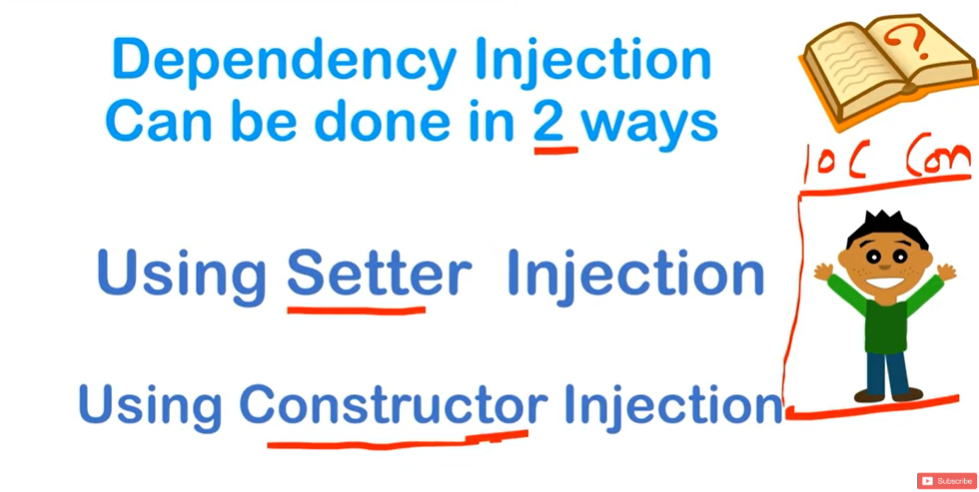 Dependency Injection
Can be done in 2 ways
?
IOC Con
Using Setter Injection
Using Constructor Injection
Subscribe